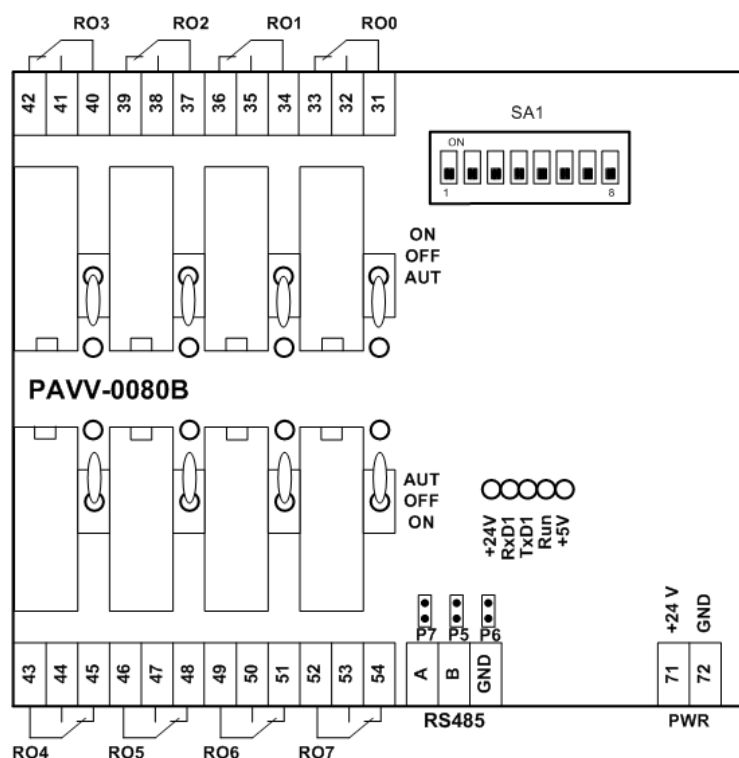 RO3 RO2 RO1 RO0
42 41 40 39 38 37 36 35 34 33 32 31
SA1
ON
1 8
ON
OFF
AUT
PAVV-0080B
AUT
OFF
ON
+24V RxD1 TxD1 Run +5V
P7 P5 P6
+24 V GND
43 44 45 46 47 48 49 50 51 52 53 54 A B GND 71 72
RS485 PWR
RO4 RO5 RO6 RO7